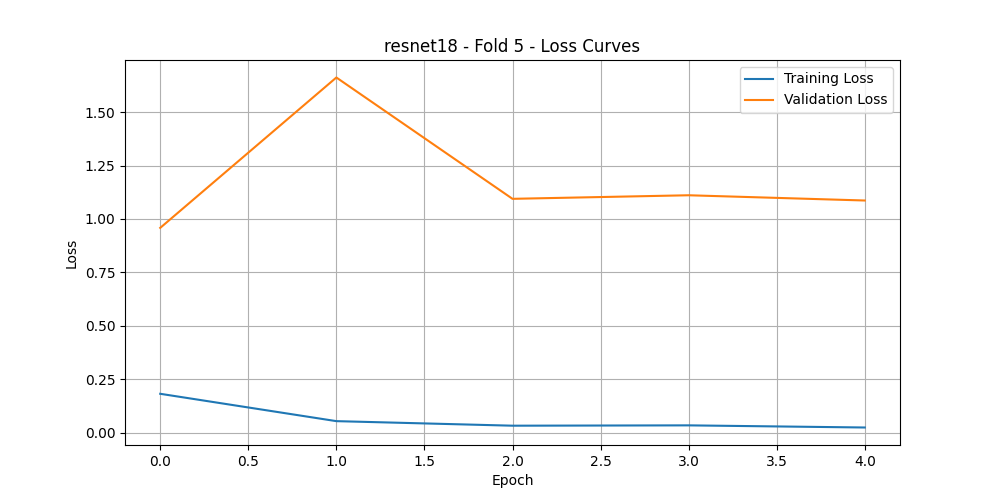 resnet18 - Fold 5 - Loss Curves
Training Loss
Validation Loss
Loss
1.50
1.25
1.00
0.75
0.50
0.25
0.00
0.0 0.5 1.0 1.5 2.0 2.5 3.0 3.5 4.0
Epoch